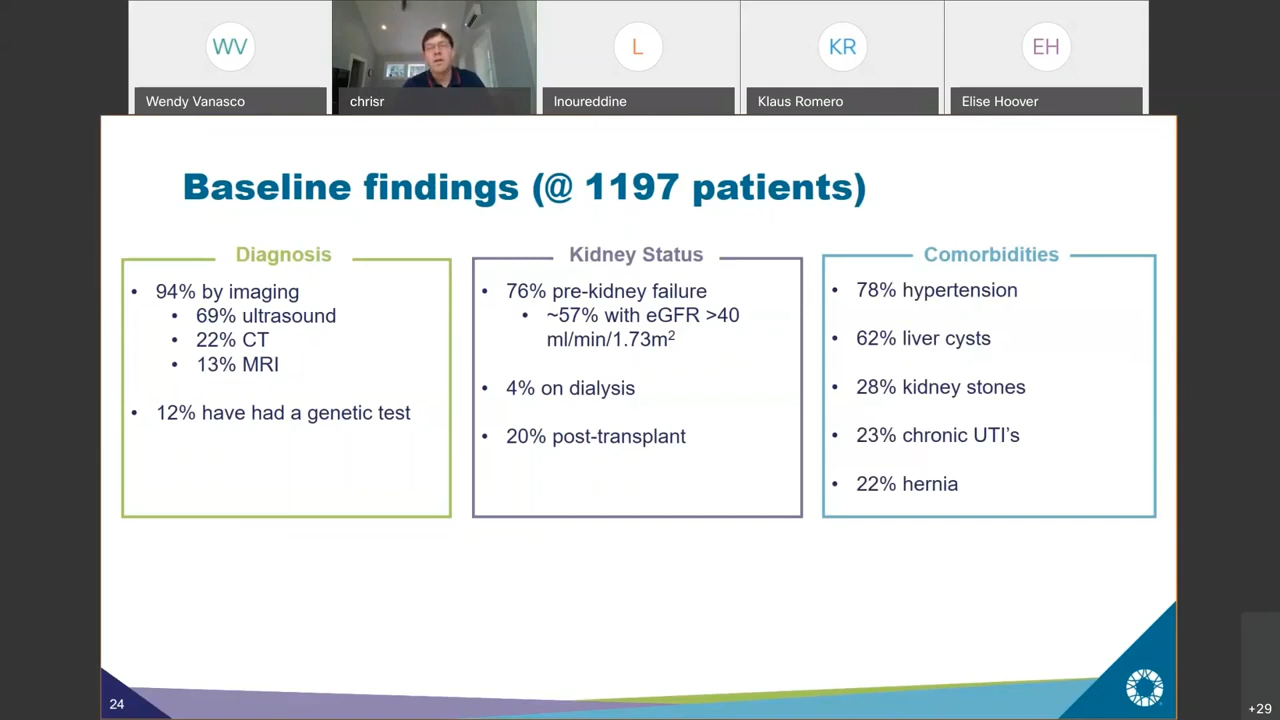 WV
L
KR
EH
Wendy Vanasco
chrisr
lnoureddine
Klaus Romero
Elise Hoover
Baseline findings (@ 1197 patients)
Diagnosis
• 94% by imaging
• 69% ultrasound
• 22% CT
• 13% MRI
• 12% have had a genetic test
Kidney Status
• 76% pre-kidney failure
• ~57% with eGFR >40
ml/min/1.73m²
• 4% on dialysis
• 20% post-transplant
Comorbidities
• 78% hypertension
• 62% liver cysts
• 28% kidney stones
• 23% chronic UTI’s
• 22% hernia
24
+29